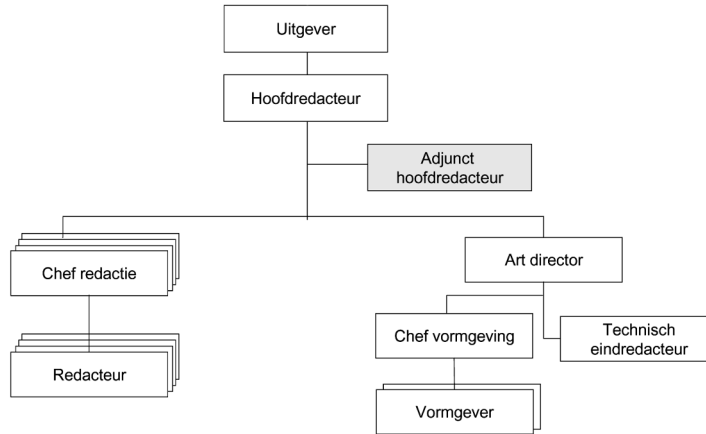 Uitgever
Hoofdredacteur
Adjunct
hoofdredacteur
Chef redactie
Art director
Chef vormgeving
Technisch
eindredacteur
Redacteur
Vormgever